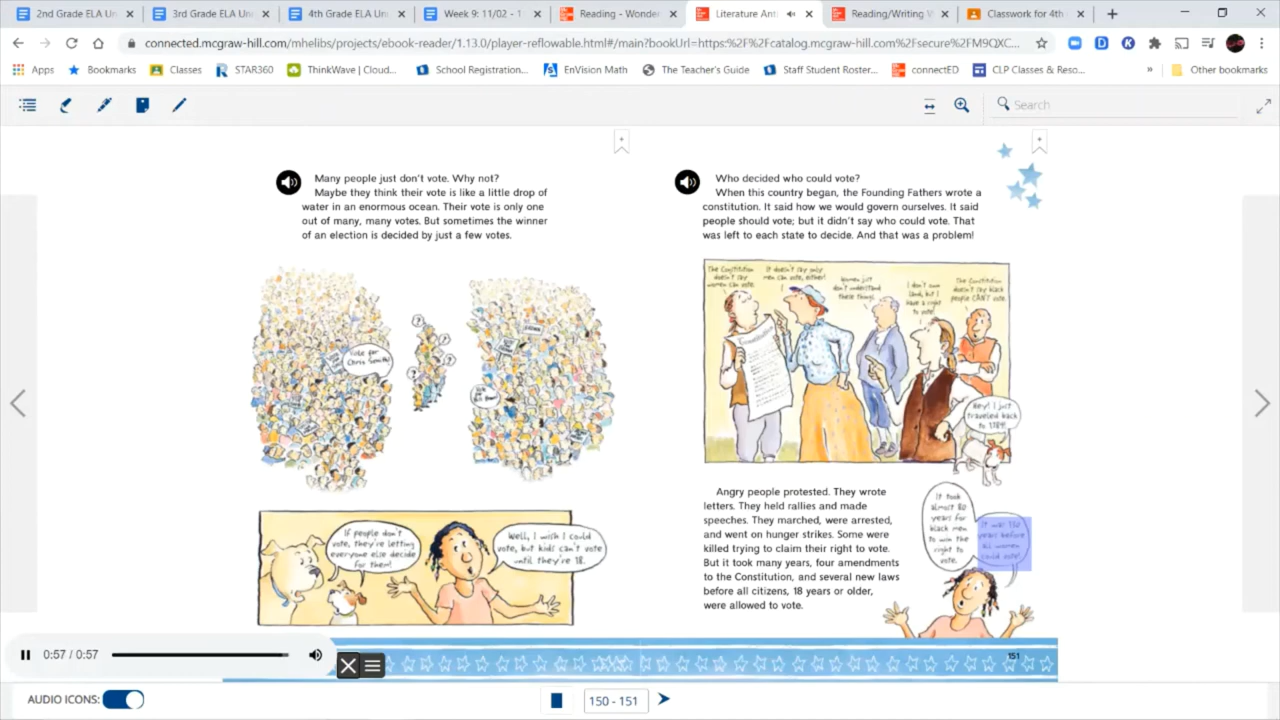 2nd Grade ELA Un
3rd Grade ELA Uni
4th Grade ELA Uni
Week 9: 11/02 - 1
Reading - Wonder
Literature Ant
Reading/Writing W
Classwork for 4th
connected.mcgraw-hill.com/mhelibs/projects/ebook-reader/1.13.0/player-reflowable.html#/main?bookUrl=https:%2F%2Fcatalog.mcgraw-hill.com%2Fsecure%2FM9QXC...
Apps
Bookmarks
Classes
STAR360
ThinkWave | Cloud...
School Registration...
EnVision Math
The Teacher's Guide
Staff Student Roster...
connectED
CLP Classes & Reso...
»
Other bookmarks
Search
Many people just don't vote. Why not?
Maybe they think their vote is like a little drop of
water in an enormous ocean. Their vote is only one
out of many, many votes. But sometimes the winner
of an election is decided by just a few votes.
Vote for
Chris Smith!
?
?
?
?
If people don't
vote, they're letting
everyone else decide
for them!
Well, I wish I could
vote, but kids can't vote
until they're 18.
Who decided who could vote?
When this country began, the Founding Fathers wrote a
constitution. It said how we would govern ourselves. It said
people should vote; but it didn't say who could vote. That
was left to each state to decide. And that was a problem!
The Constitution
doesn't say
women can vote.
It doesn't say only
men can vote, either!
Women just
don't understand
these things.
I don't own
land, but I
have a right
to vote!
The Constitution
doesn't say black
people CAN'T vote.
Constitution
Hey! I just
traveled back
to 1789!
Angry people protested. They wrote
letters. They held rallies and made
speeches. They marched, were arrested,
and went on hunger strikes. Some were
killed trying to claim their right to vote.
But it took many years, four amendments
to the Constitution, and several new laws
before all citizens, 18 years or older,
were allowed to vote.
It took
almost 80
years for
black men
to win the
right to
vote.
It was 130
years before
all women
could vote!
151
0:57 / 0:57
AUDIO ICONS:
150 - 151